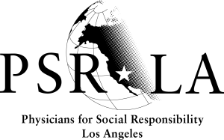 PSR LA
Physicians for Social Responsibility
Los Angeles